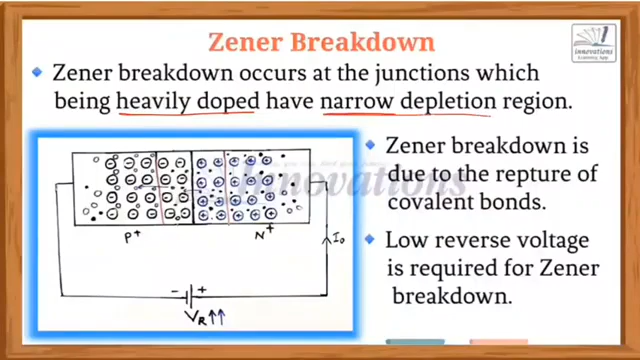 Zener Breakdown
innovations
Learning App
Zener breakdown occurs at the junctions which
being heavily doped have narrow depletion region.
Innovations
P+
N+
I₀
- +
VR↑↑
Zener breakdown is
due to the repture of
covalent bonds.
Low reverse voltage
is required for Zener
breakdown.